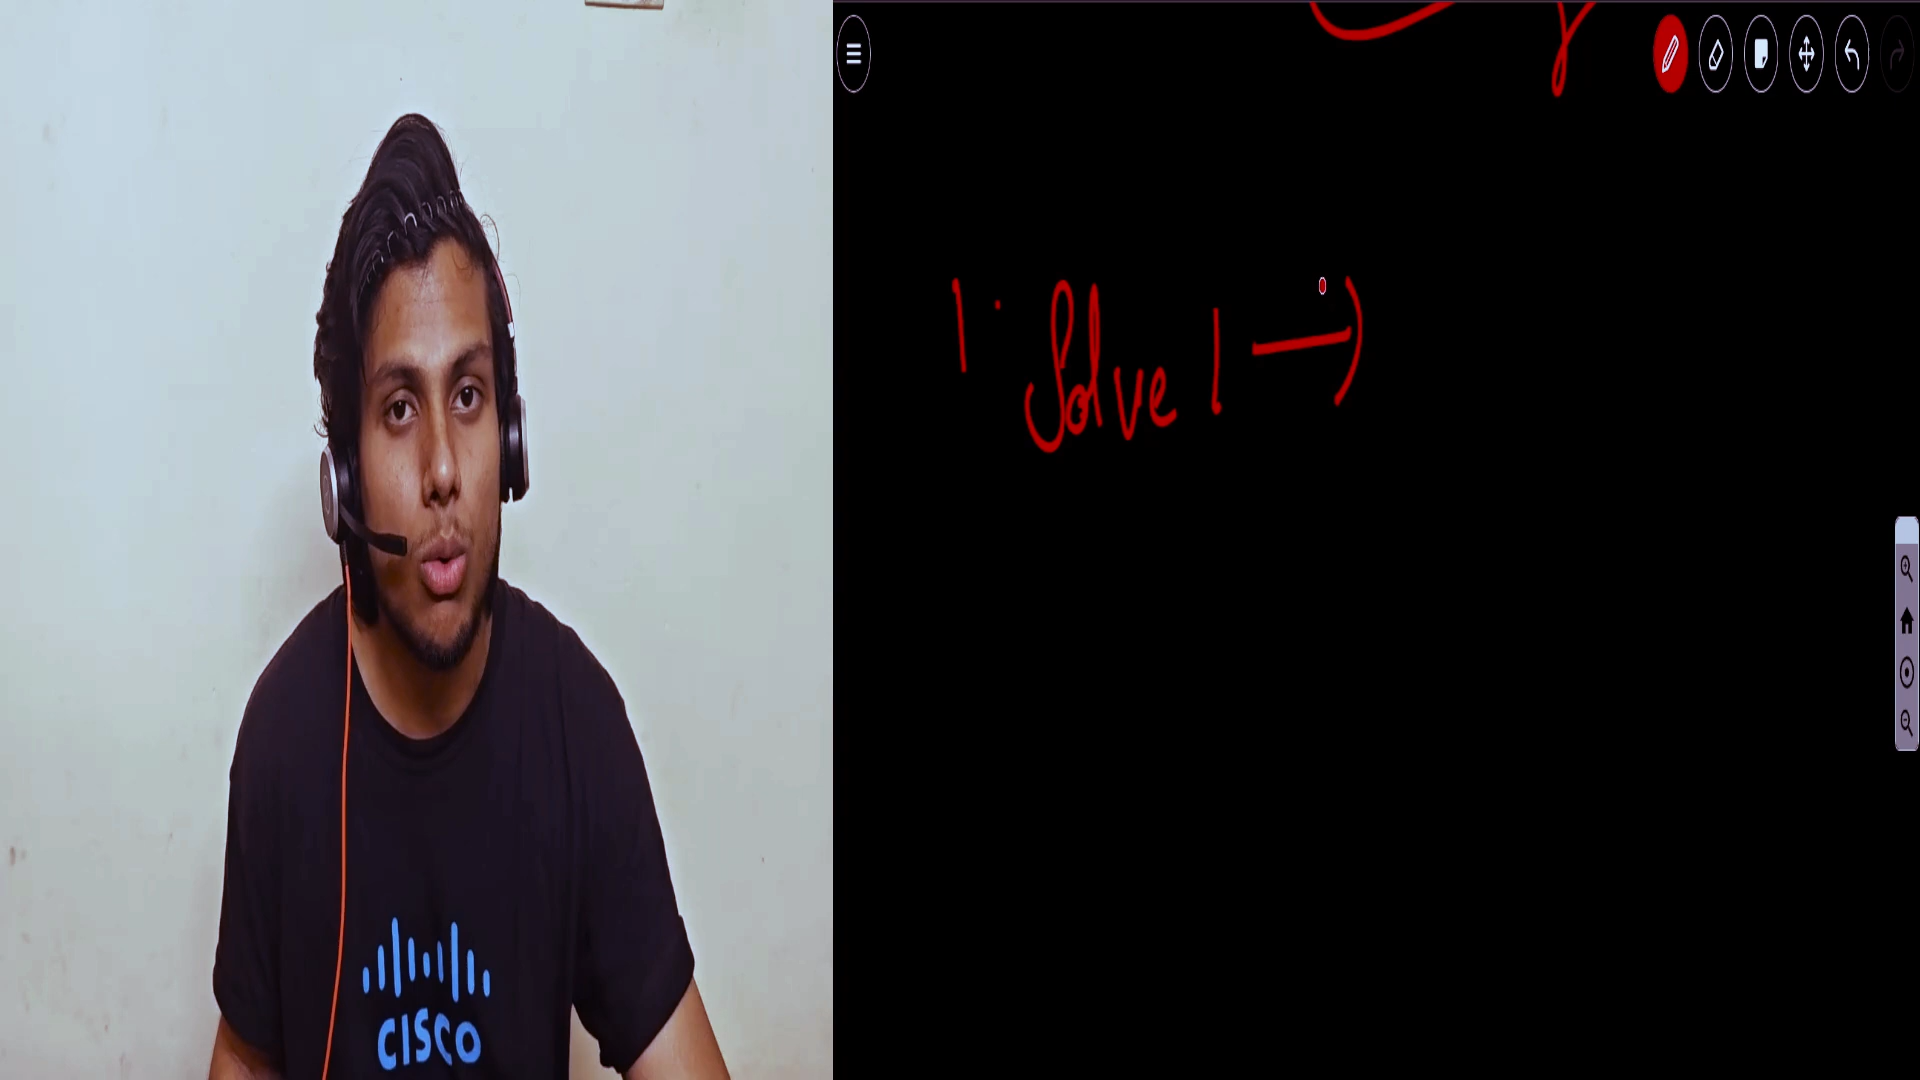 1. Solve 1 →
CISCO